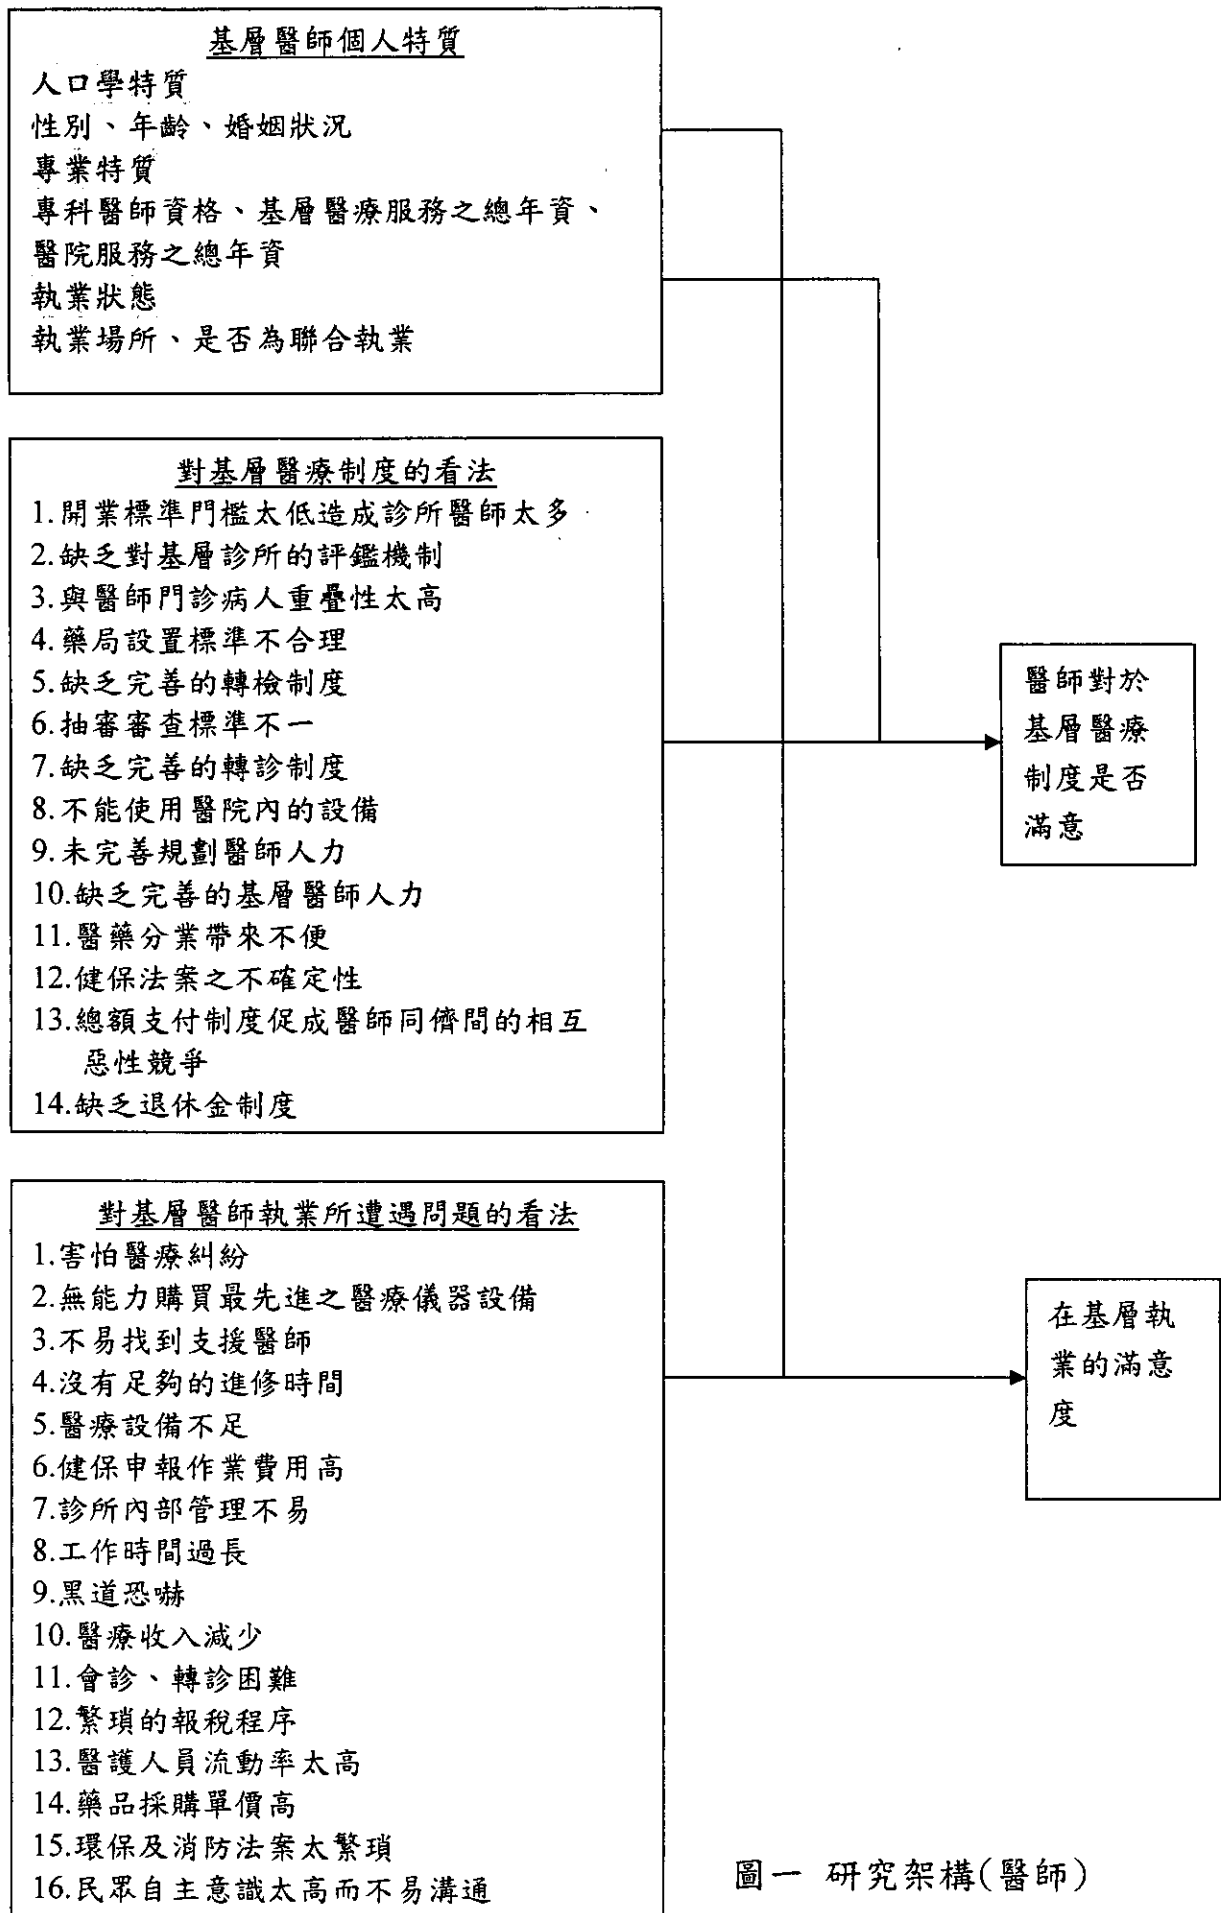 基層醫師個人特質
人口學特質
性別、年齡、婚姻狀況
專業特質
專科醫師資格、基層醫療服務之總年資、
醫院服務之總年資
執業狀態
執業場所、是否為聯合執業
對基層醫療制度的看法
1.開業標準門檻太低造成診所醫師太多
2.缺乏對基層診所的評鑑機制
3.與醫師門診病人重疊性太高
4.藥局設置標準不合理
5.缺乏完善的轉檢制度
6.抽審審查標準不一
7.缺乏完善的轉診制度
8.不能使用醫院內的設備
9.未完善規劃醫師人力
10.缺乏完善的基層醫師人力
11.醫藥分業帶來不便
12.健保法案之不確定性
13.總額支付制度促成醫師同儕間的相互
惡性競爭
14.缺乏退休金制度
醫師對於
基層醫療
制度是否
滿意
對基層醫師執業所遭遇問題的看法
1.害怕醫療糾紛
2.無能力購買最先進之醫療儀器設備
3.不易找到支援醫師
4.沒有足夠的進修時間
5.醫療設備不足
6.健保申報作業費用高
7.診所內部管理不易
8.工作時間過長
9.黑道恐嚇
10.醫療收入減少
11.會診、轉診困難
12.繁瑣的報稅程序
13.醫護人員流動率太高
14.藥品採購單價高
15.環保及消防法案太繁瑣
16.民眾自主意識太高而不易溝通
在基層執
業的滿意
度
圖一 研究架構(醫師)